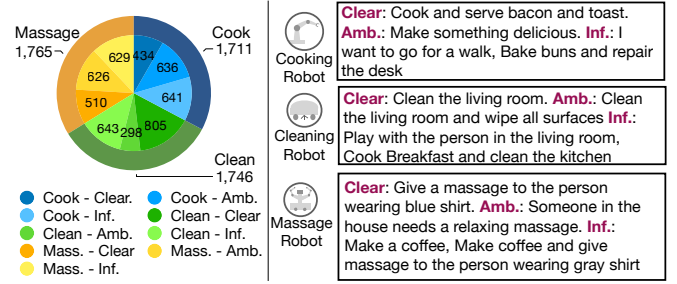 Massage
1,765
Cook
1,711
629
434
626
636
510
641
643
298
805
Clean
1,746
Cook - Clear.
Cook - Amb.
Cook - Inf.
Clean - Clear
Clean - Amb.
Clean - Inf.
Mass. - Clear
Mass. - Amb.
Mass. - Inf.
Cooking
Robot
Clear: Cook and serve bacon and toast.
Amb.: Make something delicious. Inf.: I
want to go for a walk, Bake buns and repair
the desk
Cleaning
Robot
Clear: Clean the living room. Amb.: Clean
the living room and wipe all surfaces Inf.:
Play with the person in the living room,
Cook Breakfast and clean the kitchen
Massage
Robot
Clear: Give a massage to the person
wearing blue shirt. Amb.: Someone in the
house needs a relaxing massage. Inf.:
Make a coffee, Make coffee and give
massage to the person wearing gray shirt